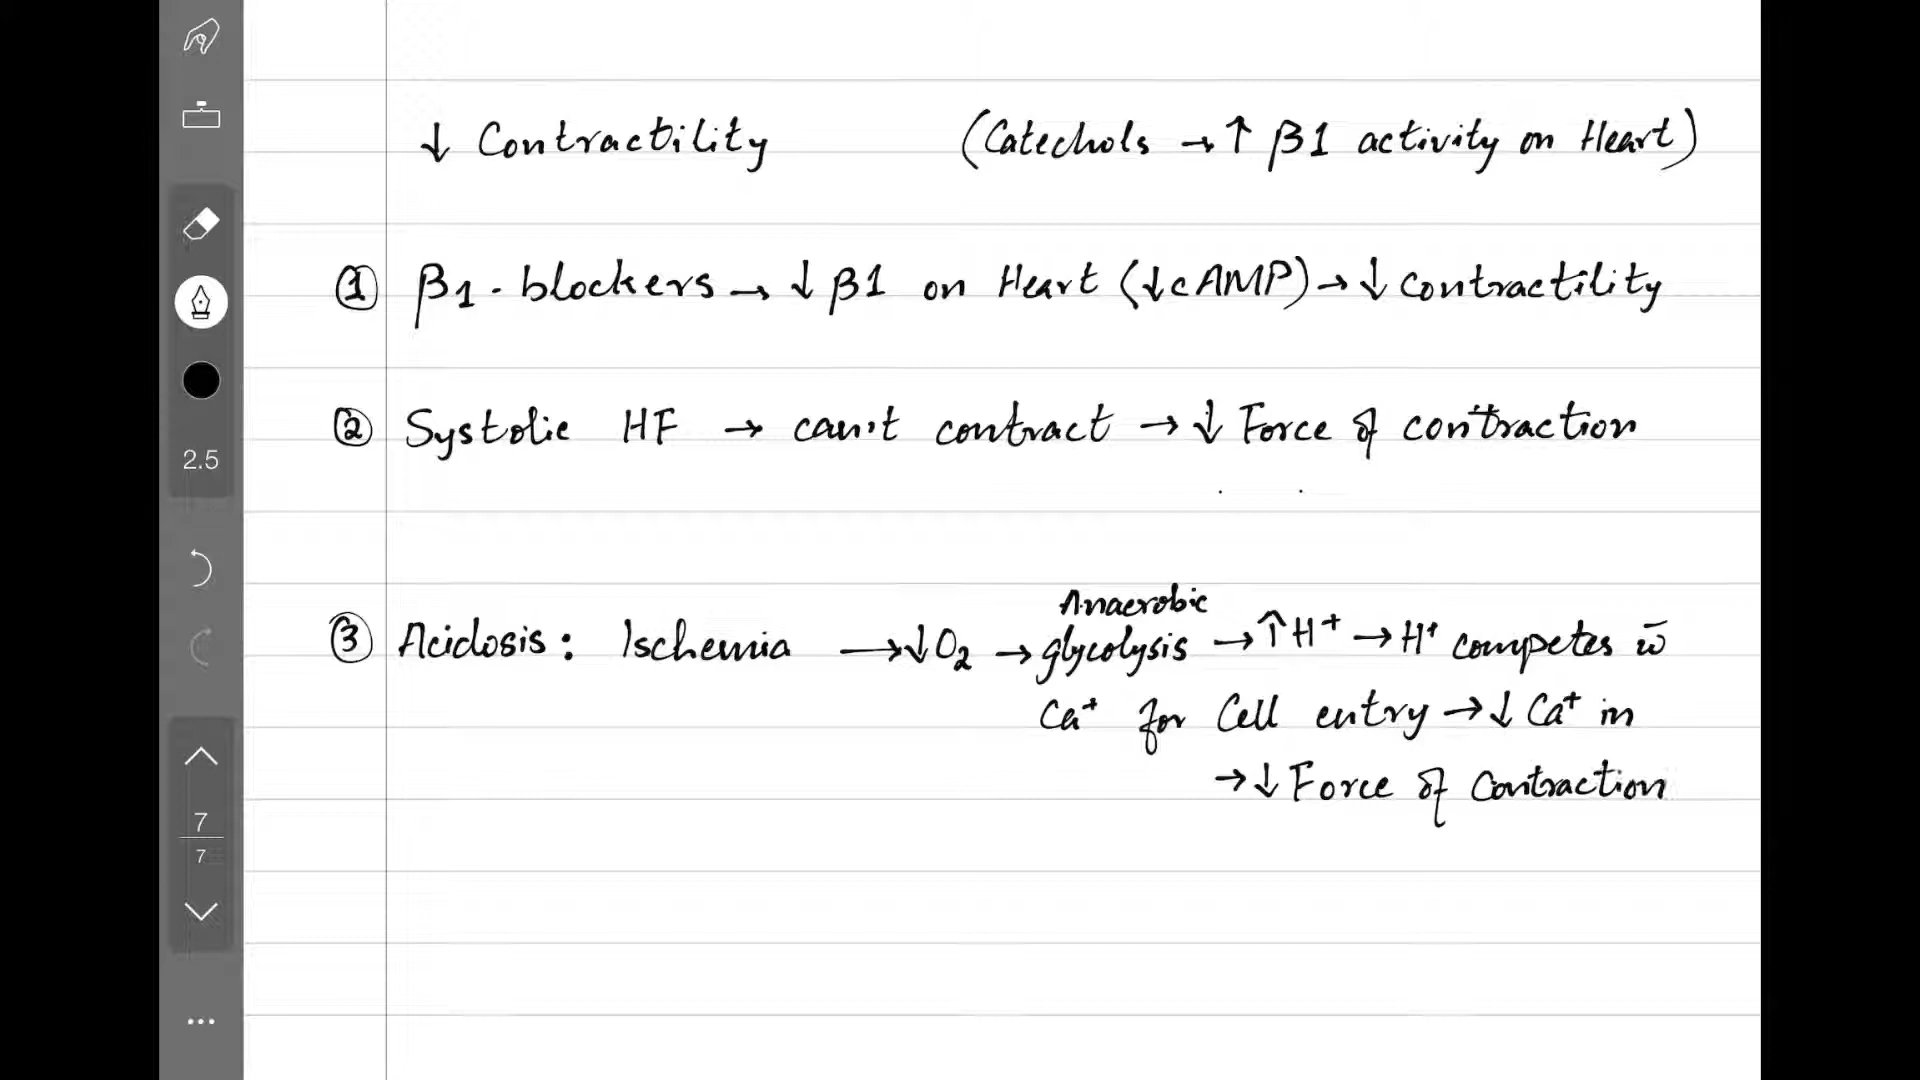 ↓ Contractility (Catechols → ↑ β1 activity on Heart)
① β1-blockers → ↓ β1 on Heart (↓cAMP) → ↓ contractility
② Systolic HF → can't contract → ↓ Force of contraction
2.5
Anaerobic
③ Acidosis: Ischemia → ↓O2 → glycolysis → ↑H+ → H+ competes w̄
Ca+ for Cell entry → ↓ Ca+ in
→ ↓ Force of Contraction
7
7